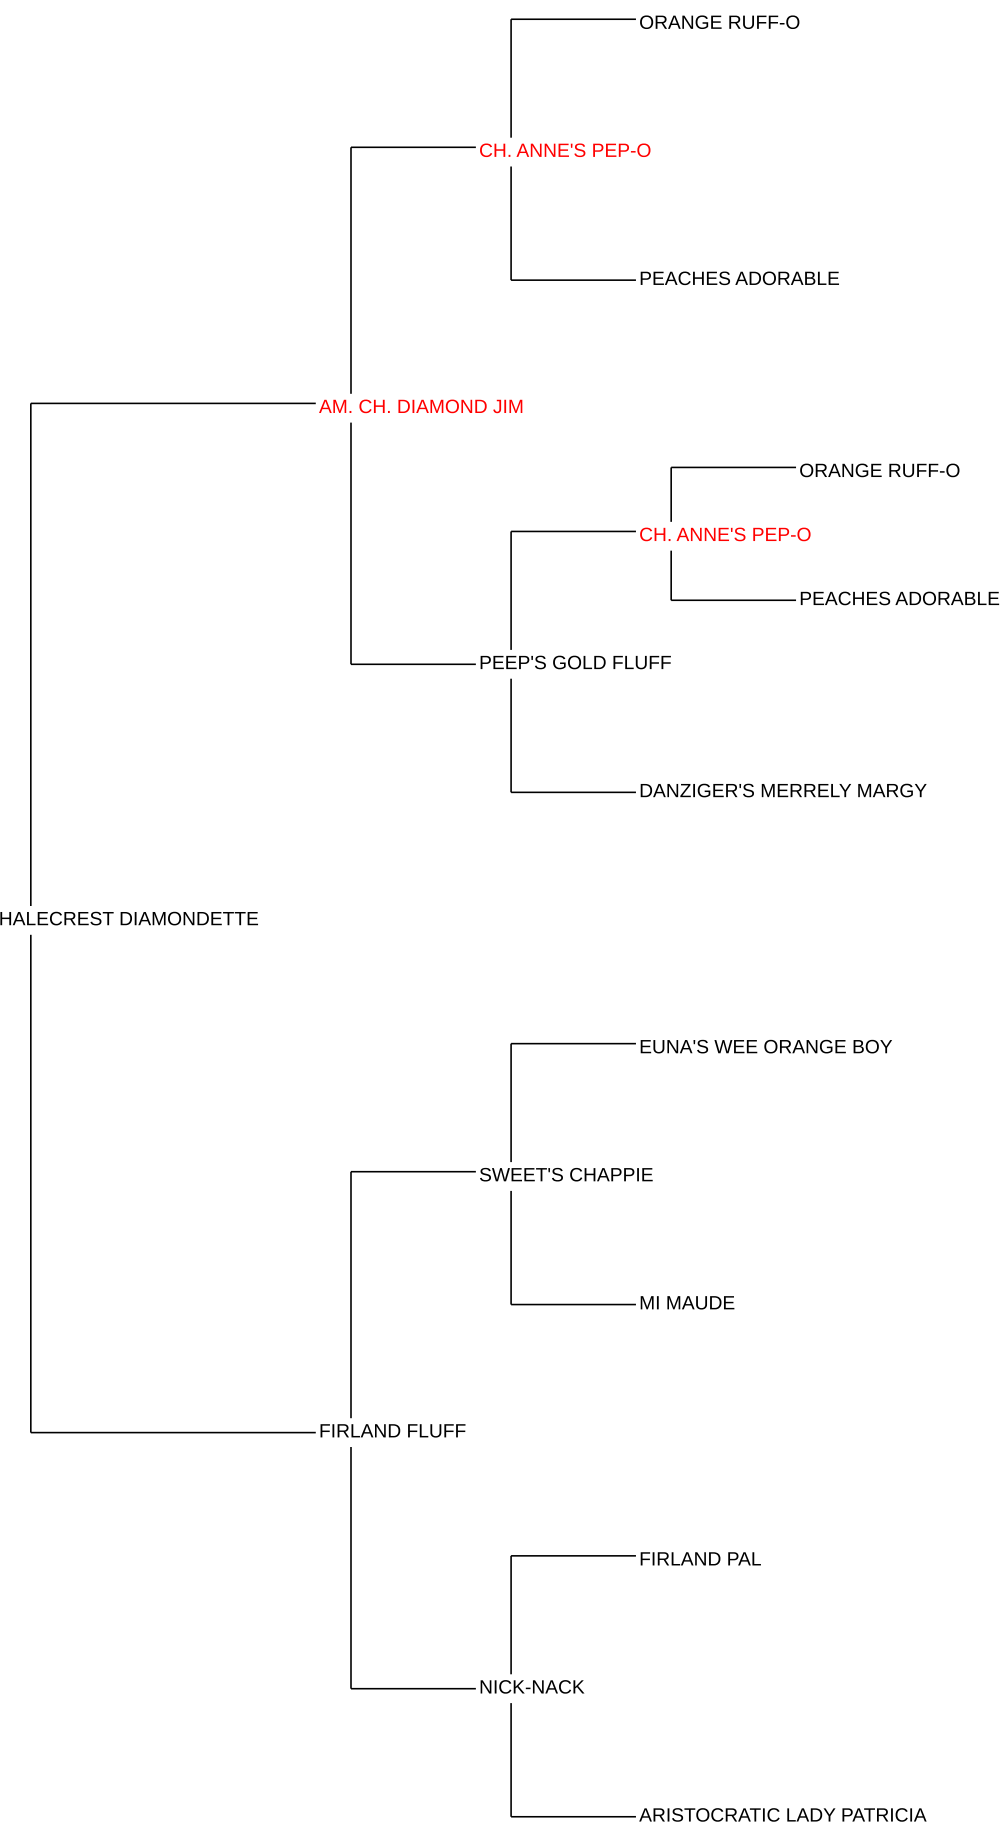 ORANGE RUFF-O
CH. ANNE'S PEP-O
PEACHES ADORABLE
AM. CH. DIAMOND JIM
ORANGE RUFF-O
CH. ANNE'S PEP-O
PEACHES ADORABLE
PEEP'S GOLD FLUFF
DANZIGER'S MERRELY MARGY
HALECREST DIAMONDETTE
EUNA'S WEE ORANGE BOY
SWEET'S CHAPPIE
MI MAUDE
FIRLAND FLUFF
FIRLAND PAL
NICK-NACK
ARISTOCRATIC LADY PATRICIA